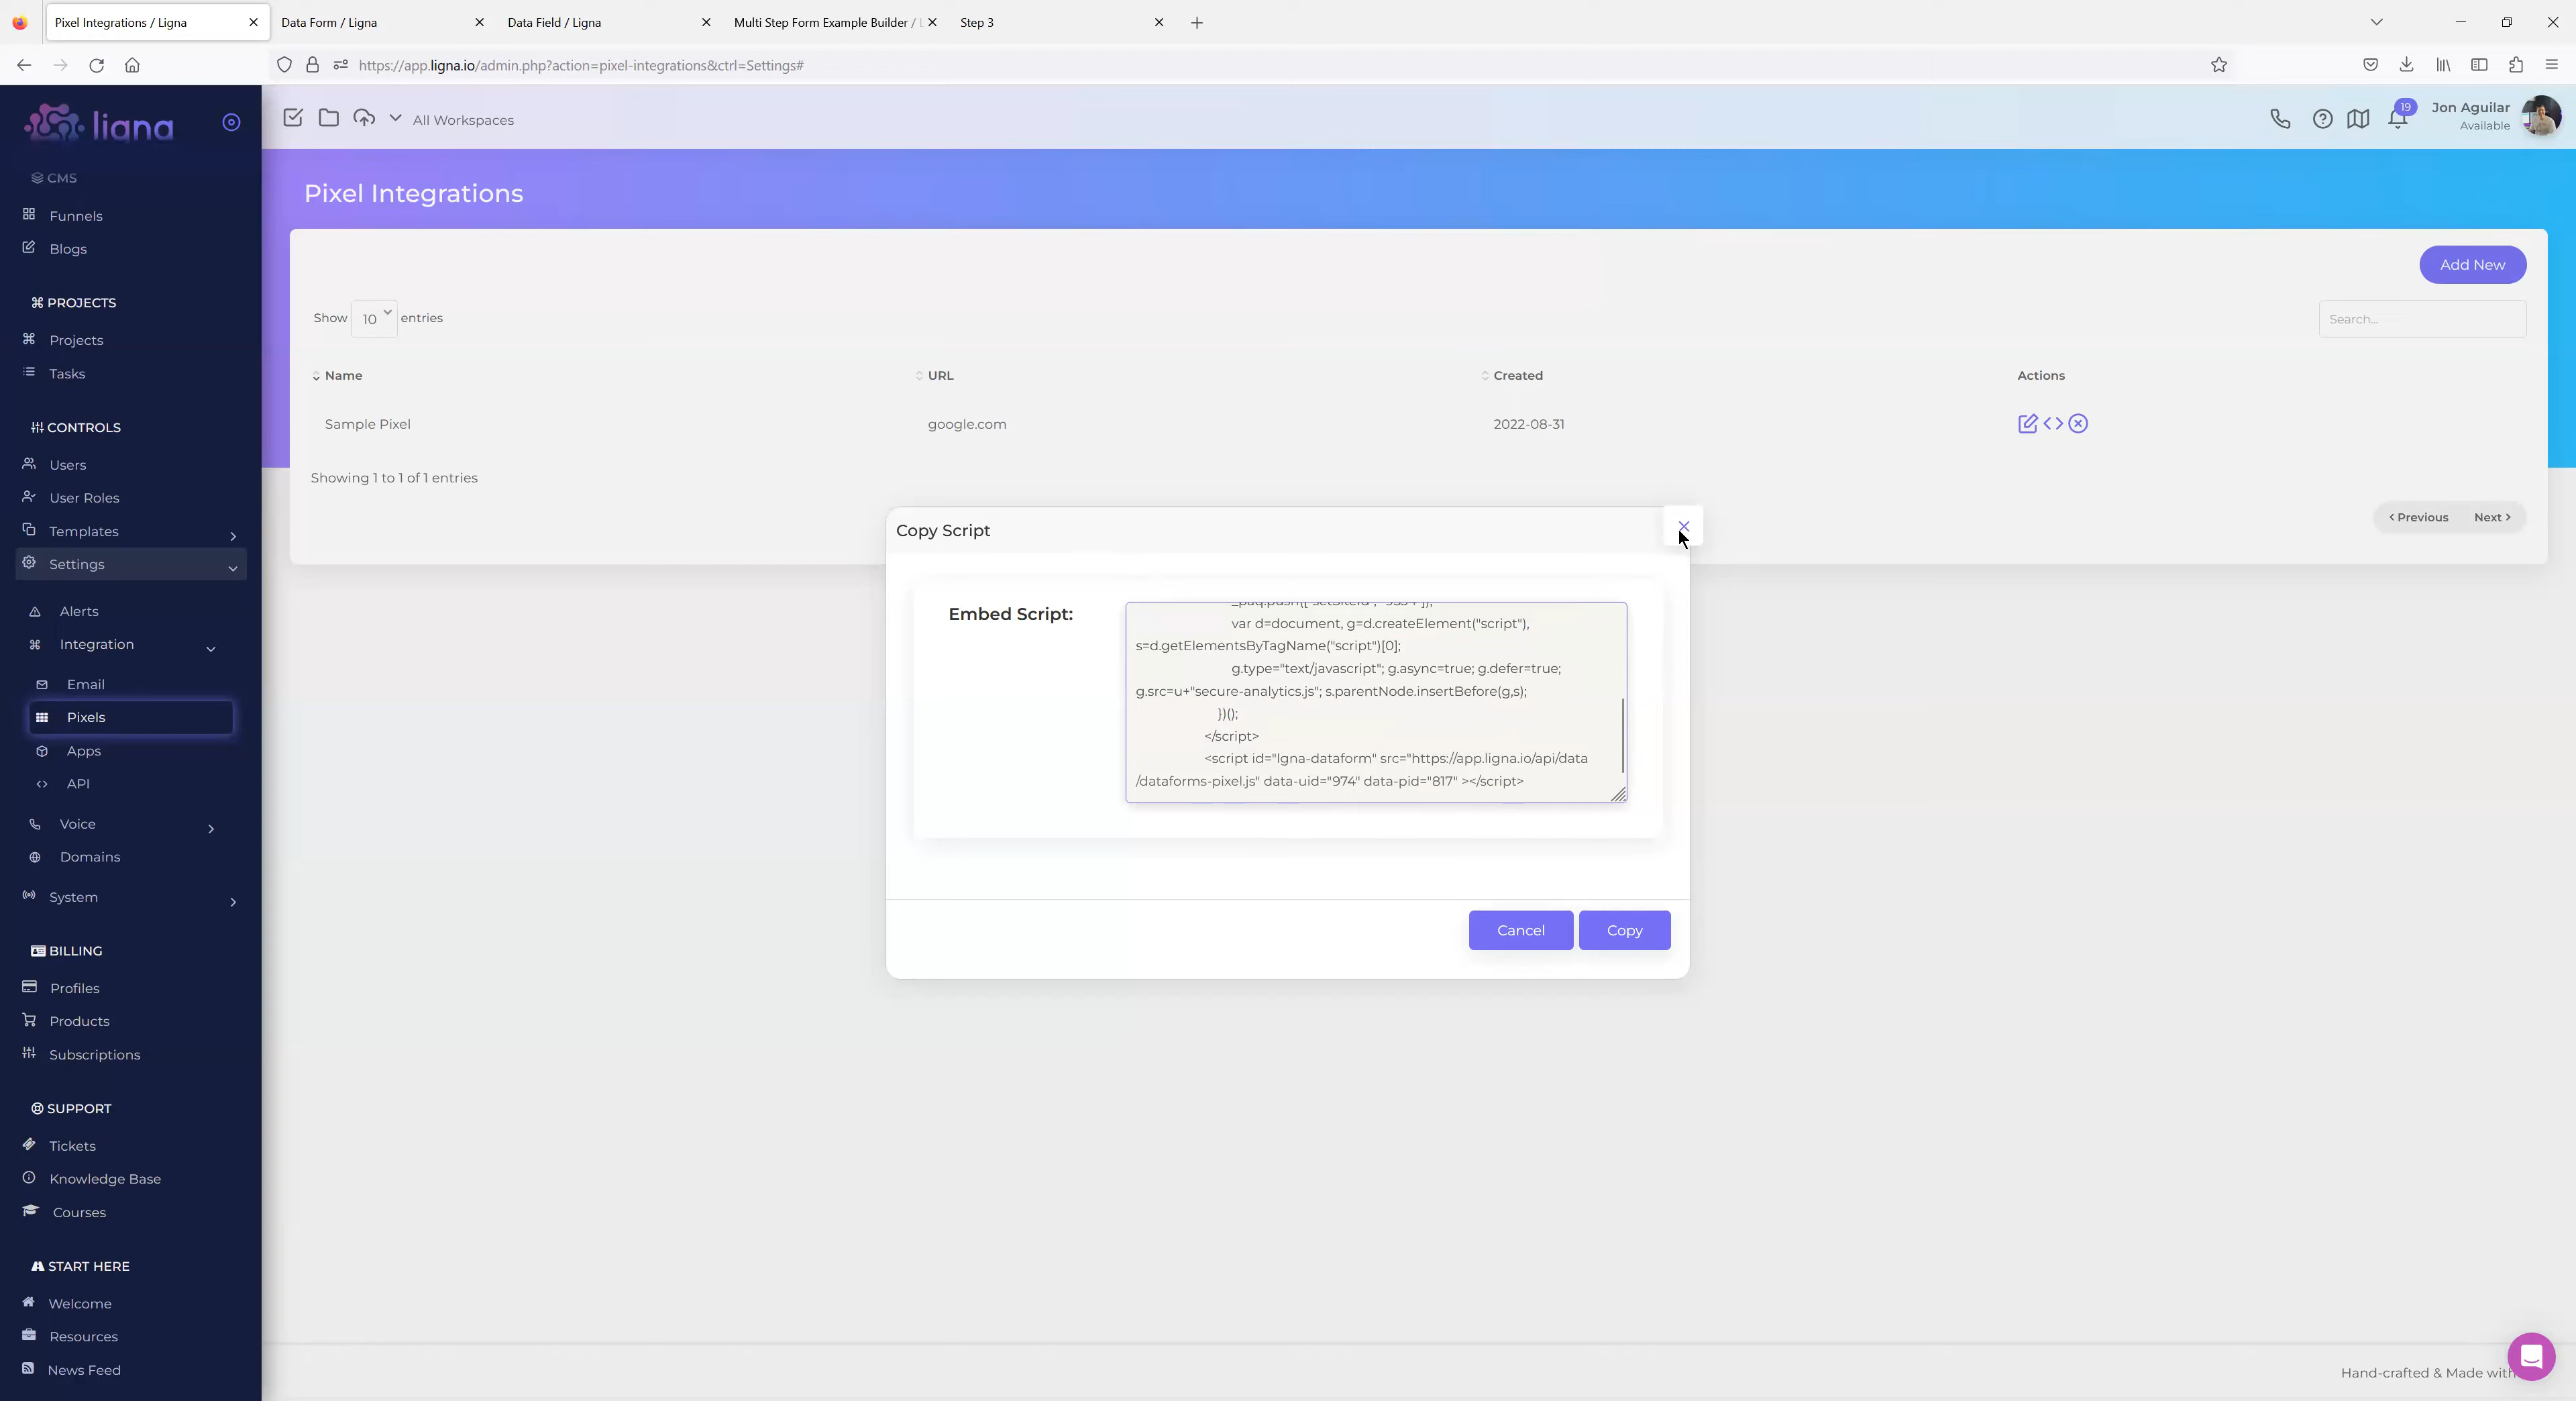 Pixel Integrations / Ligna
Data Form / Ligna
Data Field / Ligna
Multi Step Form Example Builder /
Step 3
https://app.ligna.io/admin.php?action=pixel-integrations&ctrl=Settings#
ligna
All Workspaces
19
Jon Aguilar
Available
CMS
Funnels
Blogs
PROJECTS
Projects
Tasks
CONTROLS
Users
User Roles
Templates
Settings
Alerts
Integration
Email
Pixels
Apps
API
Voice
Domains
System
BILLING
Profiles
Products
Subscriptions
SUPPORT
Tickets
Knowledge Base
Courses
START HERE
Welcome
Resources
News Feed
Pixel Integrations
Add New
Show 10 entries
Search...
Name URL Created Actions
Sample Pixel google.com 2022-08-31
Showing 1 to 1 of 1 entries
Previous Next
Copy Script
Embed Script:
var d=document, g=d.createElement("script"),
s=d.getElementsByTagName("script")[0];
g.type="text/javascript"; g.async=true; g.defer=true;
g.src=u+"secure-analytics.js"; s.parentNode.insertBefore(g,s);
})();
</script>
<script id="lgna-dataform" src="https://app.ligna.io/api/data
/dataforms-pixel.js" data-uid="974" data-pid="817" ></script>
Cancel
Copy
Hand-crafted & Made with